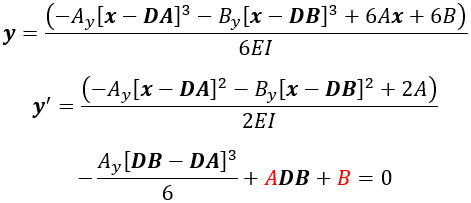 y = (-A_y[x - DA]^3 - B_y[x - DB]^3 + 6Ax + 6B) / 6EI
y′ = (-A_y[x - DA]^2 - B_y[x - DB]^2 + 2A) / 2EI
-A_y[DB - DA]^3 / 6 + ADB + B = 0